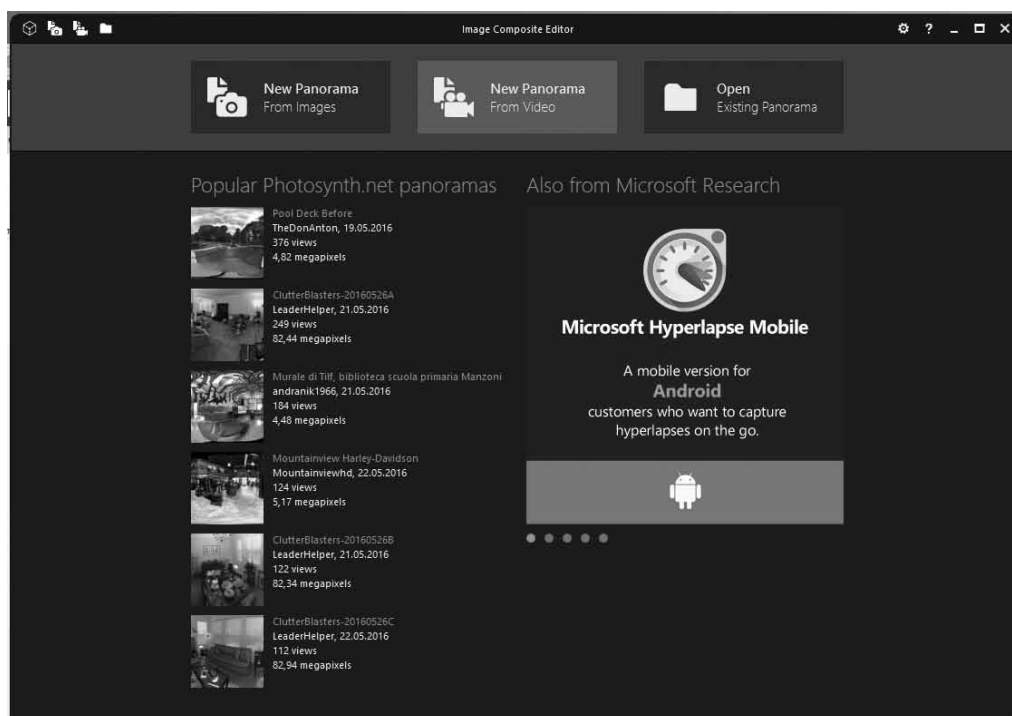 Image Composite Editor
?
New Panorama
From Images
New Panorama
From Video
Open
Existing Panorama
Popular Photosynth.net panoramas
Pool Deck Before
TheDonAnton, 19.05.2016
376 views
4,82 megapixels
ClutterBlasters-20160526A
LeaderHelper, 21.05.2016
249 views
82,44 megapixels
Murale di Tilf, biblioteca scuola primaria Manzoni
andranik1966, 21.05.2016
184 views
4,48 megapixels
Mountainview Harley-Davidson
Mountainviewhd, 22.05.2016
124 views
5,17 megapixels
ClutterBlasters-20160526B
LeaderHelper, 21.05.2016
122 views
82,34 megapixels
ClutterBlasters-20160526C
LeaderHelper, 22.05.2016
112 views
82,94 megapixels
Also from Microsoft Research
Microsoft Hyperlapse Mobile
A mobile version for
Android
customers who want to capture
hyperlapses on the go.